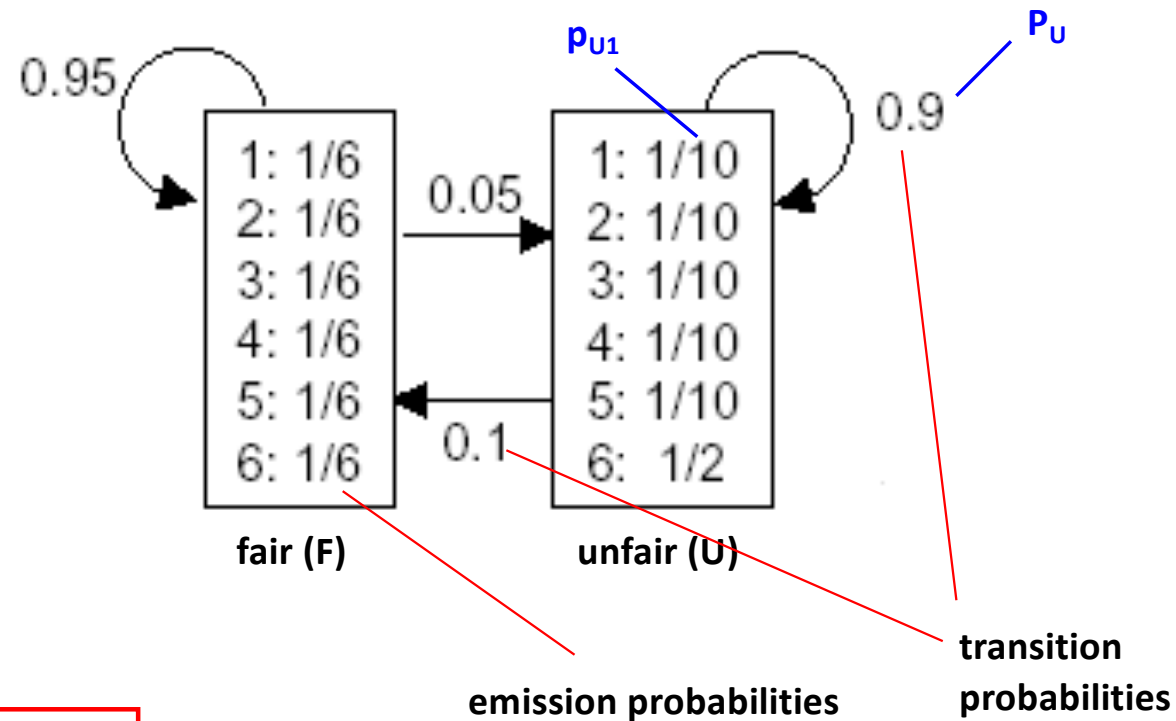 p_U1
P_U
0.95
0.9
1: 1/6
2: 1/6
3: 1/6
4: 1/6
5: 1/6
6: 1/6
0.05
0.1
1: 1/10
2: 1/10
3: 1/10
4: 1/10
5: 1/10
6: 1/2
fair (F)
unfair (U)
transition
probabilities
emission probabilities